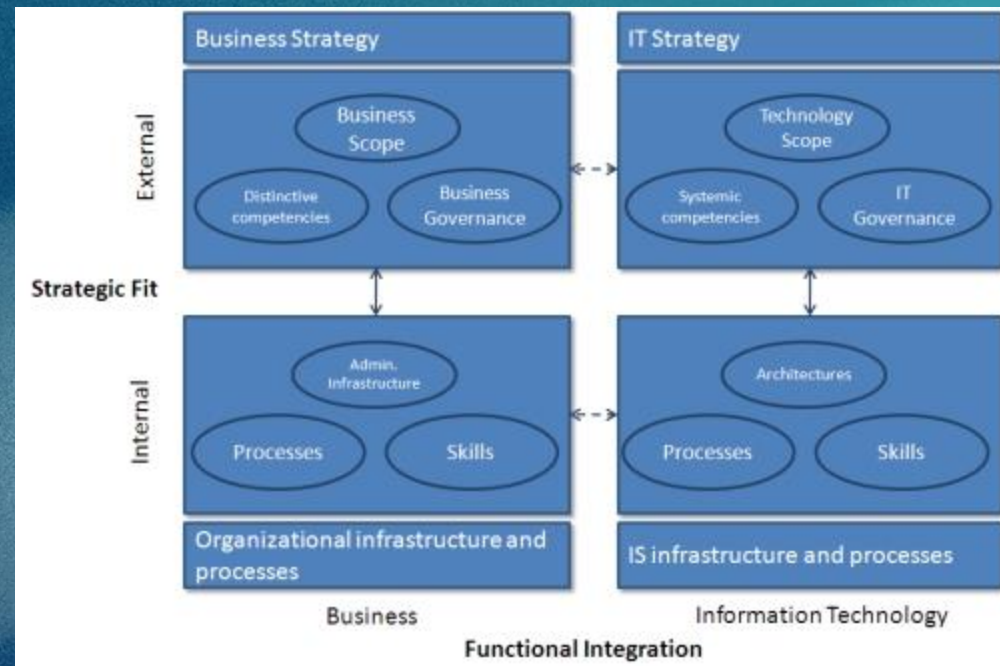 Business Strategy
IT Strategy
External
Business
Scope
Distinctive
competencies
Business
Governance
Technology
Scope
Systemic
competencies
IT
Governance
Strategic Fit
Internal
Admin.
Infrastructure
Processes
Skills
Architectures
Processes
Skills
Organizational infrastructure and
processes
IS infrastructure and processes
Business
Information Technology
Functional Integration